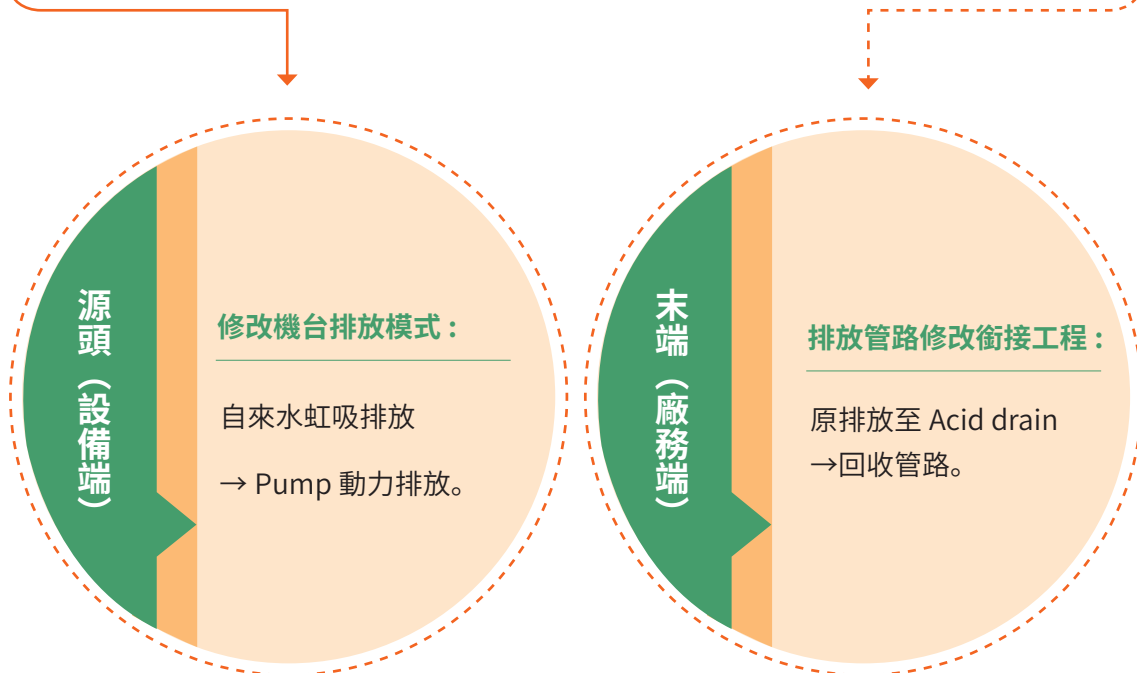 源頭（設備端）
修改機台排放模式：
自來水虹吸排放
→ Pump 動力排放。
末端（廠務端）
排放管路修改銜接工程：
原排放至 Acid drain
→回收管路。